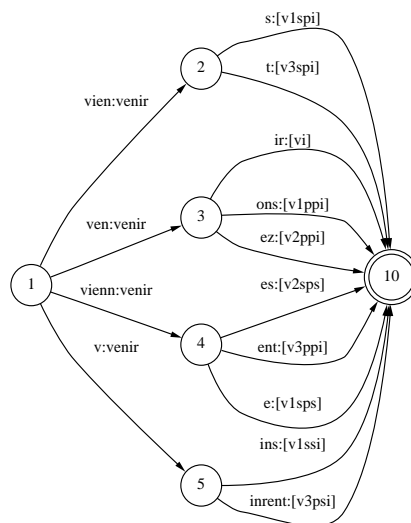 s:[v1spi]
2
t:[v3spi]
vien:venir
ir:[vi]
ons:[v1ppi]
3
ven:venir
ez:[v2ppi]
10
1
es:[v2sps]
vienn:venir
4
ent:[v3ppi]
v:venir
e:[v1sps]
ins:[v1ssi]
5
inrent:[v3psi]